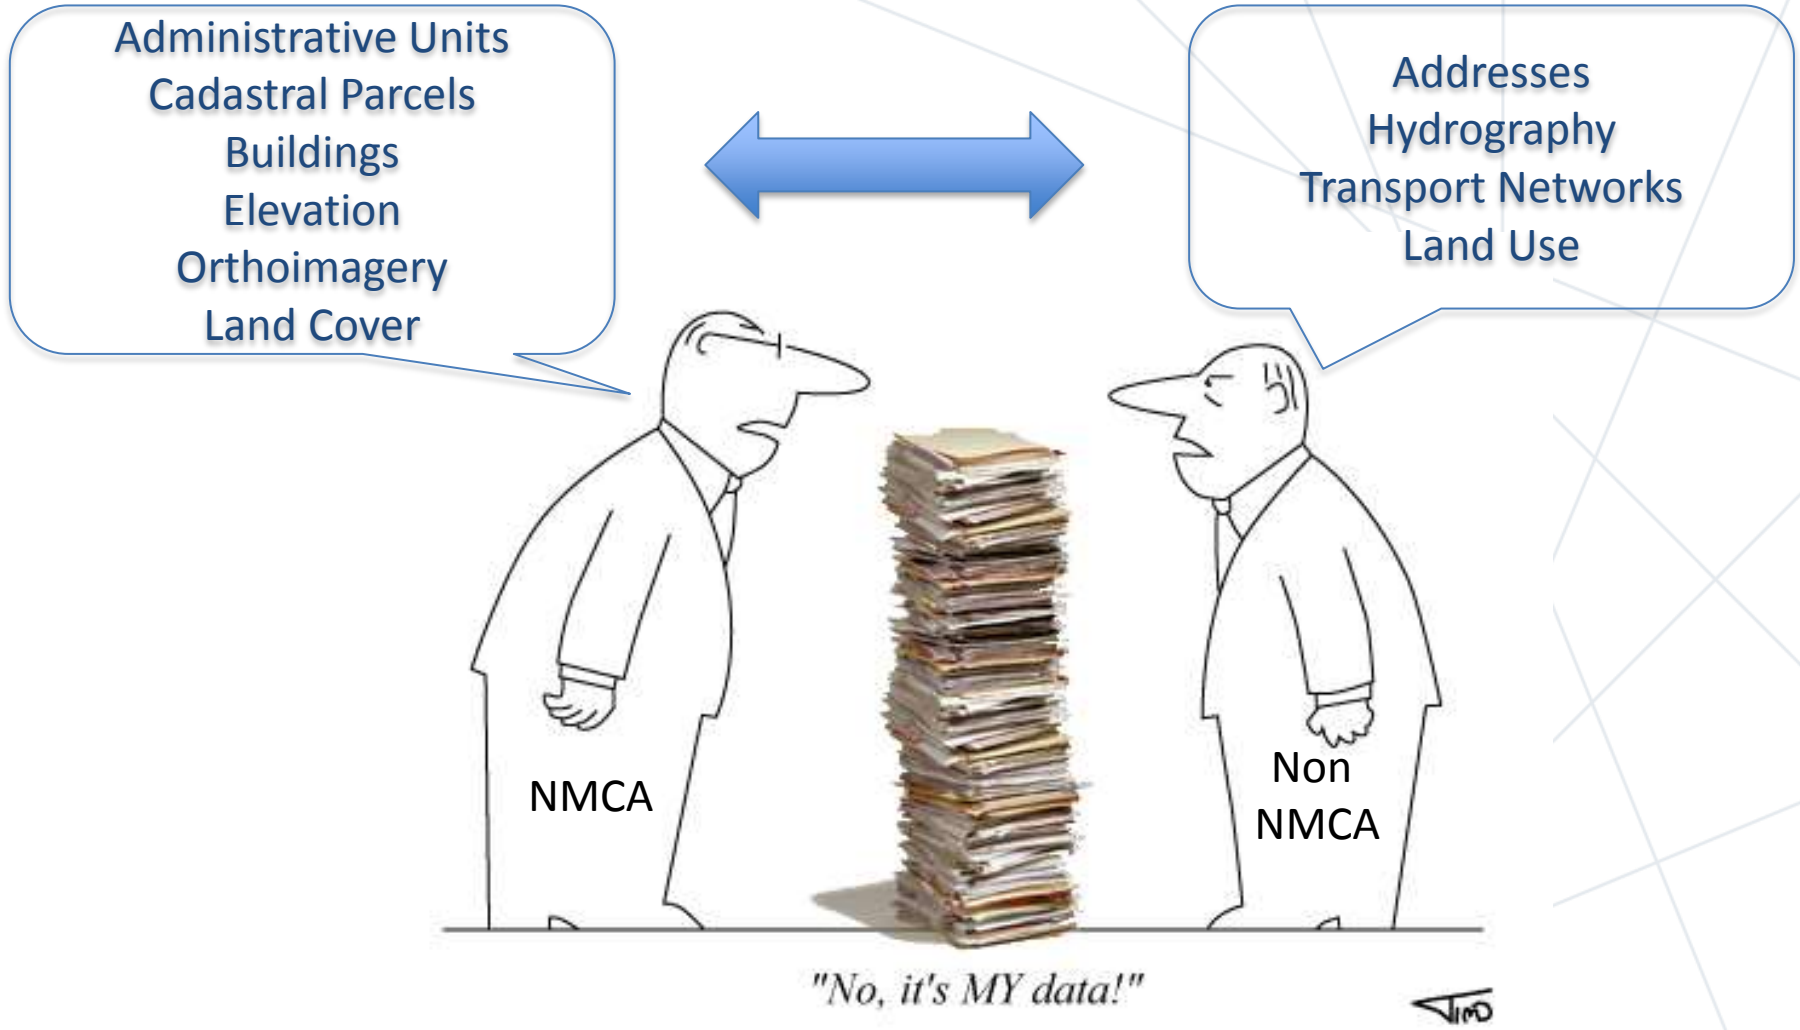 Administrative Units
Cadastral Parcels
Buildings
Elevation
Orthoimagery
Land Cover
Addresses
Hydrography
Transport Networks
Land Use
NMCA
Non
NMCA
"No, it's MY data!"